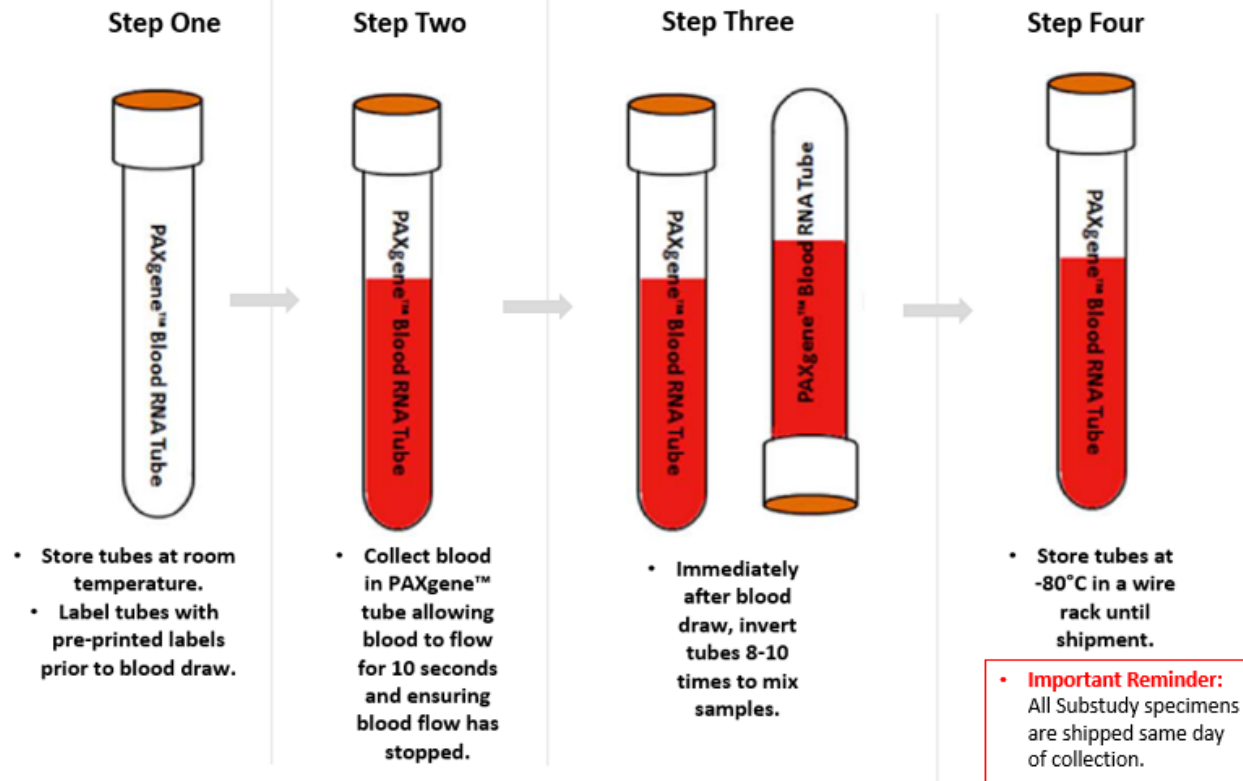 Step One
PAXgene™ Blood RNA Tube
• Store tubes at room
temperature.
• Label tubes with
pre-printed labels
prior to blood draw.
Step Two
PAXgene™ Blood RNA Tube
• Collect blood
in PAXgene™
tube allowing
blood to flow
for 10 seconds
and ensuring
blood flow has
stopped.
Step Three
PAXgene™ Blood RNA Tube
PAXgene™ Blood RNA Tube
• Immediately
after blood
draw, invert
tubes 8-10
times to mix
samples.
Step Four
PAXgene™ Blood RNA Tube
• Store tubes at
-80°C in a wire
rack until
shipment.
• Important Reminder:
All Substudy specimens
are shipped same day
of collection.